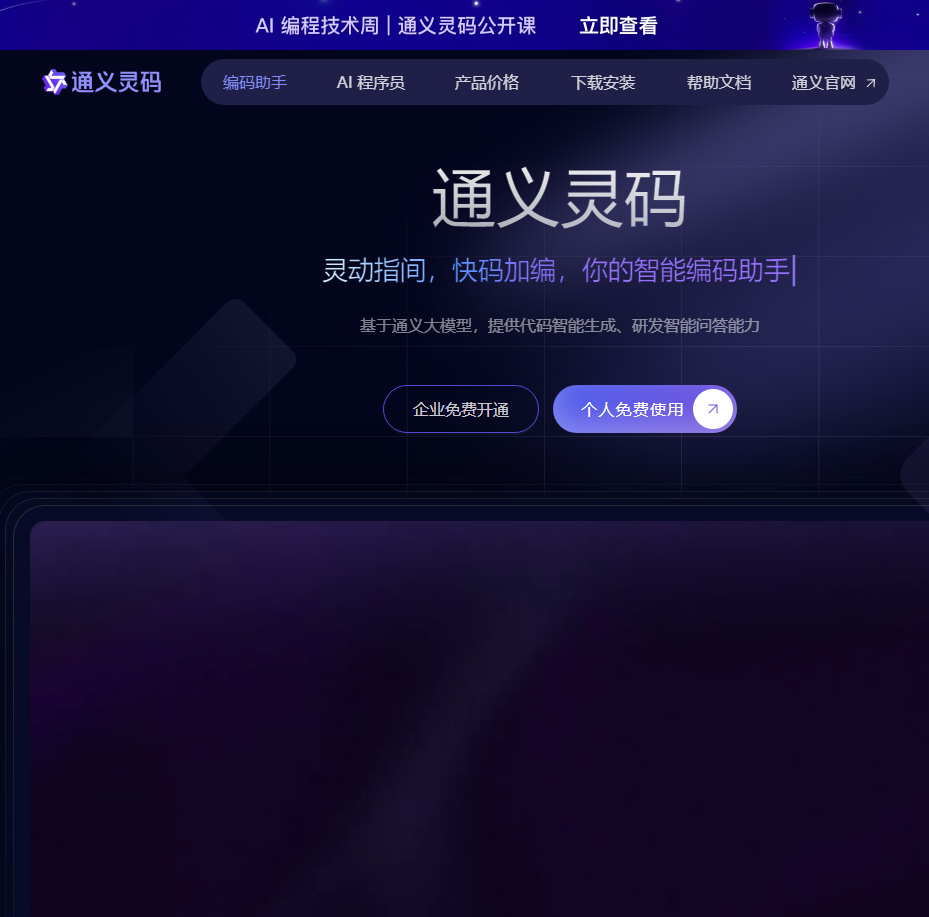 AI 编程技术周 | 通义灵码公开课 立即查看
通义灵码 编码助手 AI 程序员 产品价格 下载安装 帮助文档 通义官网
通义灵码
灵动指间，快码加编，你的智能编码助手
基于通义大模型，提供代码智能生成、研发智能问答能力
企业免费开通 个人免费使用